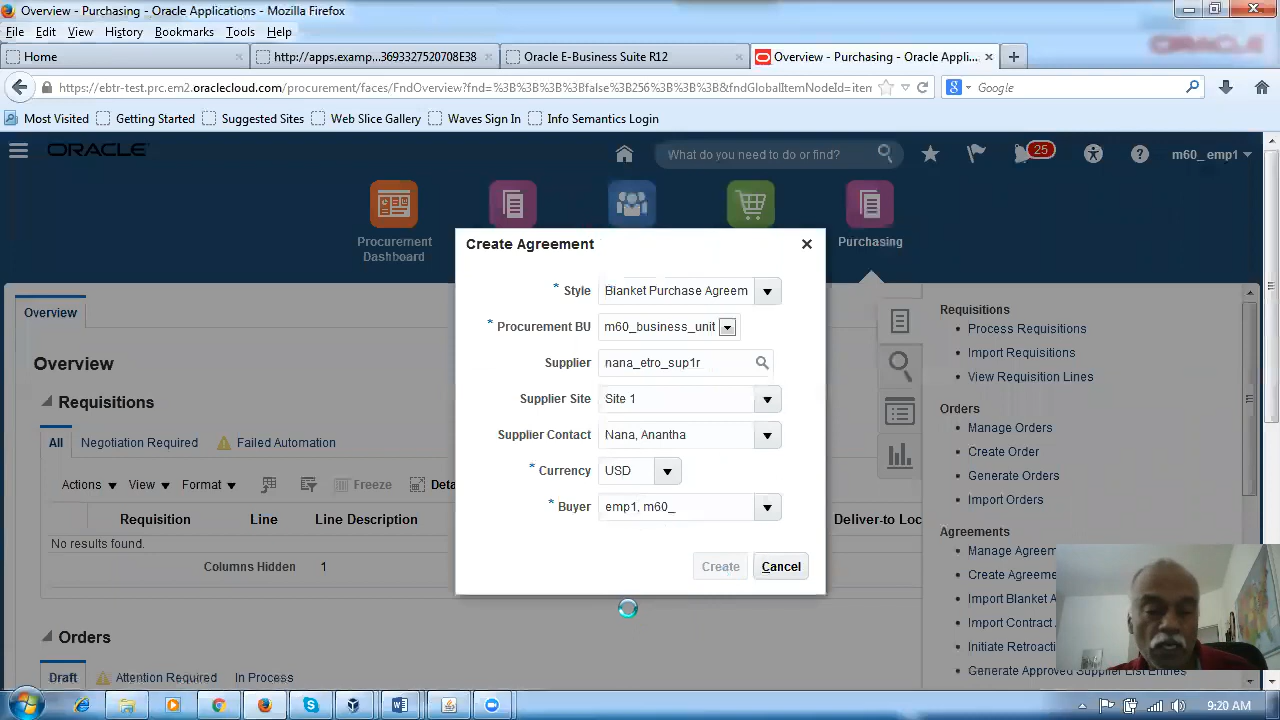 Overview - Purchasing - Oracle Applications - Mozilla Firefox
File Edit View History Bookmarks Tools Help
Home
http://apps.examp...3693327520708E38
Oracle E-Business Suite R12
Overview - Purchasing - Oracle Appli...
https://ebtr-test.prc.em2.oraclecloud.com/procurement/faces/FndOverview?fnd=%3B%3B%3B%3Bfalse%3B256%3B%3B%3B&fndGlobalItemNodeId=item
Google
Most Visited Getting Started Suggested Sites Web Slice Gallery Waves Sign In Info Semantics Location
ORACLE
ORACLE
What do you need to do or find?
25
m60_emp1
Procurement
Dashboard
Purchasing
Create Agreement
* Style Blanket Purchase Agreem
* Procurement BU m60_business_unit
Supplier nana_etro_sup1r
Supplier Site Site 1
Supplier Contact Nana, Anantha
* Currency USD
* Buyer emp1, m60_
Create Cancel
Overview
Overview
Requisitions
All Negotiation Required Failed Automation
Actions View Format Freeze Deta
Requisition Line Line Description Deliver-to Loc
No results found.
Columns Hidden 1
Orders
Draft Attention Required In Process
Requisitions
Process Requisitions
Import Requisitions
View Requisition Lines
Orders
Manage Orders
Create Order
Generate Orders
Import Orders
Agreements
Manage Agreem
Create Agreeme
Import Blanket A
Import Contract
Initiate Retroacti
Generate Approved Supplier List Entries
9:20 AM